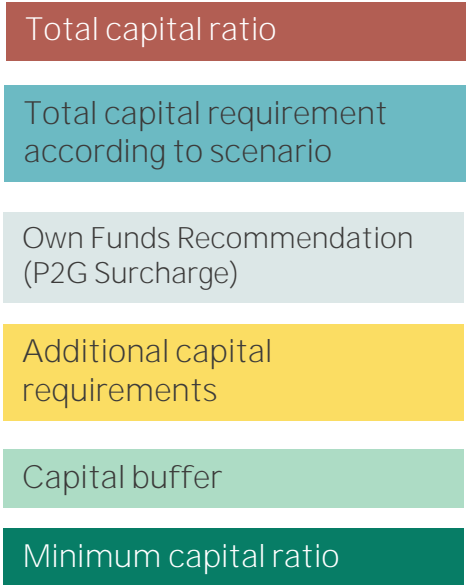 Total capital ratio
Total capital requirement
according to scenario
Own Funds Recommendation
(P2G Surcharge)
Additional capital
requirements
Capital buffer
Minimum capital ratio